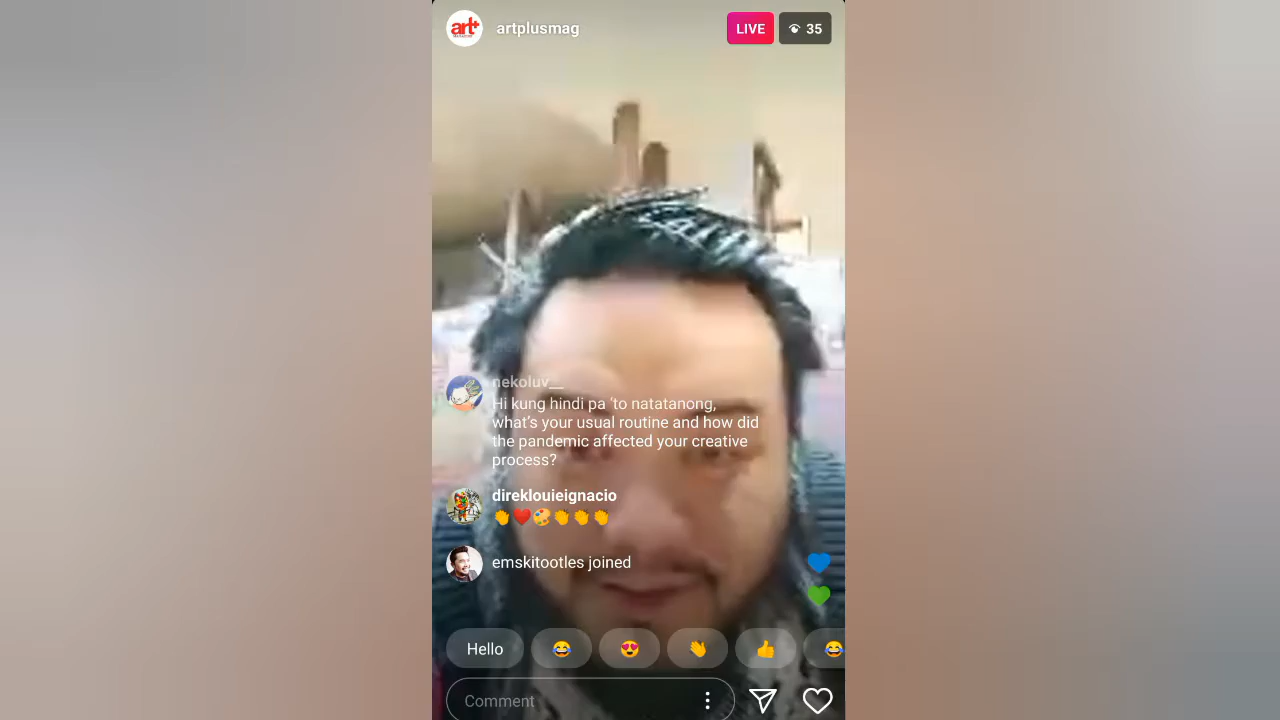 art+
artplusmag
LIVE
35
nekoluv__
Hi kung hindi pa 'to natatanong,
what's your usual routine and how did
the pandemic affected your creative
process?
direklouieignacio
👏❤️🎨👏👏👏
emskitootles joined
Hello
Comment